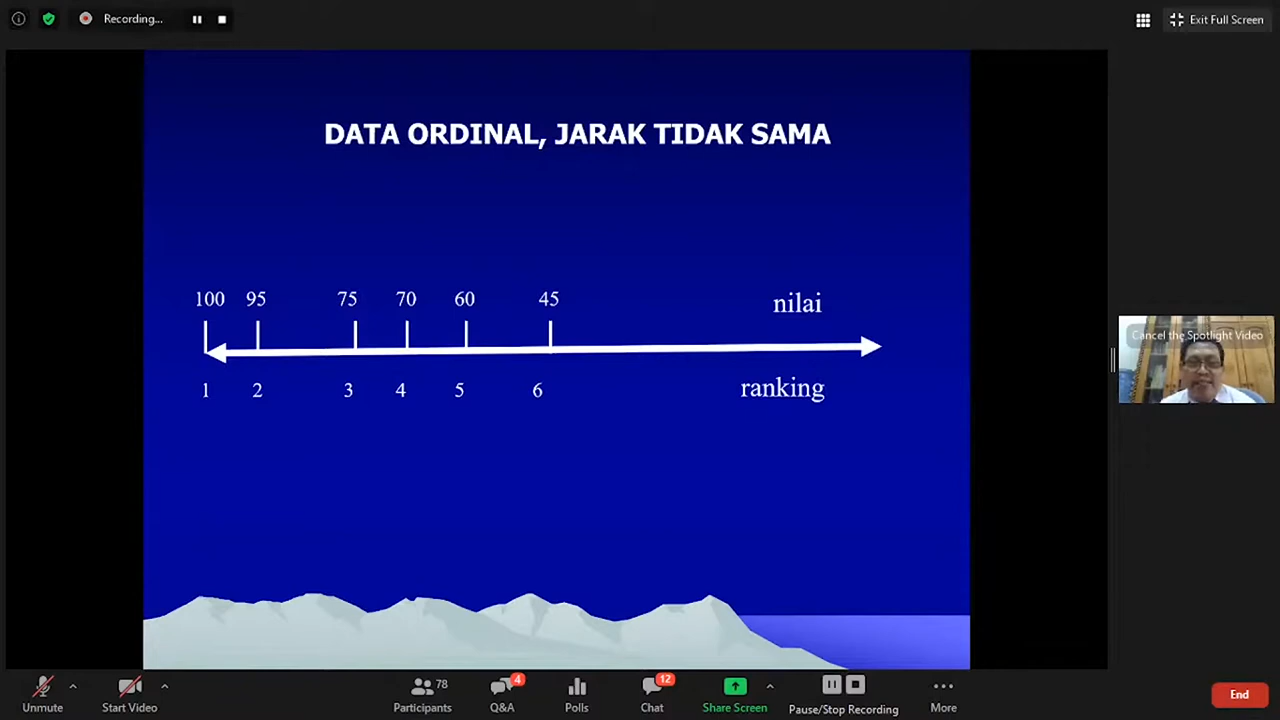 Recording...
Exit Full Screen
DATA ORDINAL, JARAK TIDAK SAMA
100 95 75 70 60 45 nilai
1 2 3 4 5 6 ranking
Cancel the Spotlight Video
Unmute
Start Video
78
Participants
4
Q&A
Polls
12
Chat
Share Screen
Pause/Stop Recording
More
End